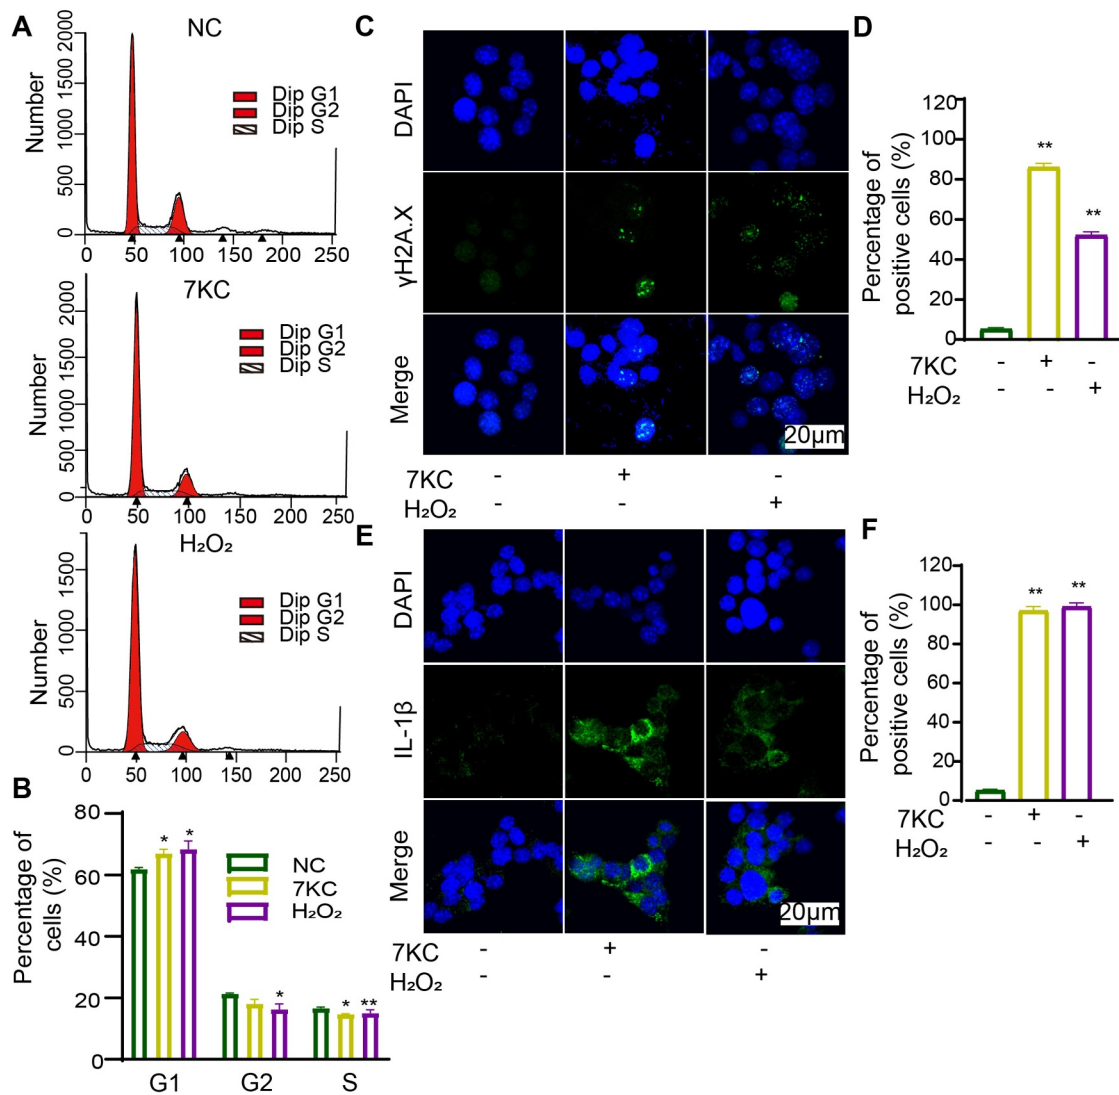 A
NC
Number
2000
1500
1000
500
0
Dip G1
Dip G2
Dip S
0 50 100 150 200 250
7KC
Number
2000
1500
1000
500
0
Dip G1
Dip G2
Dip S
0 50 100 150 200 250
H₂O₂
Number
1500
1000
500
0
Dip G1
Dip G2
Dip S
0 50 100 150 200 250
B
Percentage of
cells (%)
80
60
40
20
0
* *
*
* **
NC
7KC
H₂O₂
G1 G2 S
C
DAPI
γH2A.X
Merge
20μm
7KC - + -
H₂O₂ - - +
D
Percentage of
positive cells (%)
120
100
80
60
40
20
0
**
**
7KC - + -
H₂O₂ - - +
E
DAPI
IL-1β
Merge
20μm
7KC - + -
H₂O₂ - - +
F
Percentage of
positive cells (%)
120
100
80
60
40
20
0
** **
7KC - + -
H₂O₂ - - +